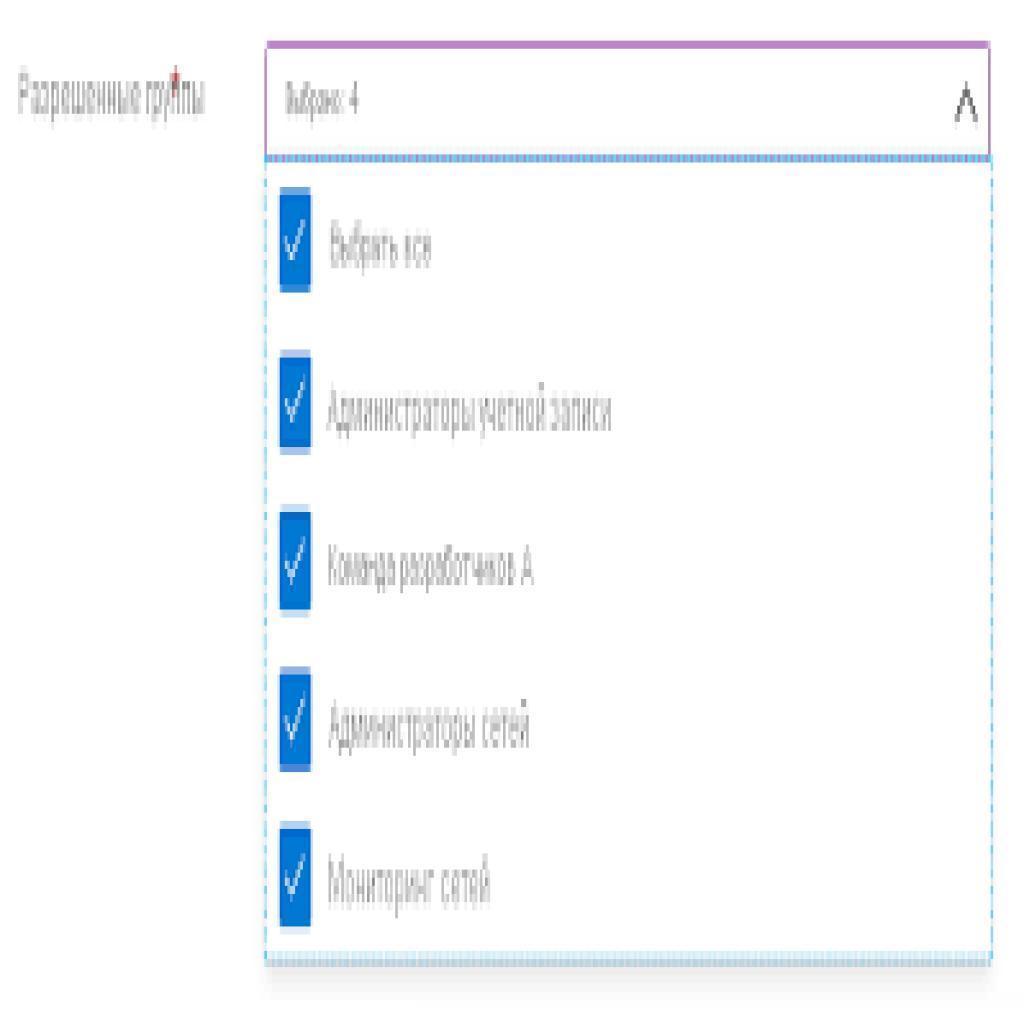 Разрешенные группы *
Выбрано: 4
Выбрать все
Администраторы учетной записи
Команда разработчиков A
Администраторы сетей
Мониторинг сетей